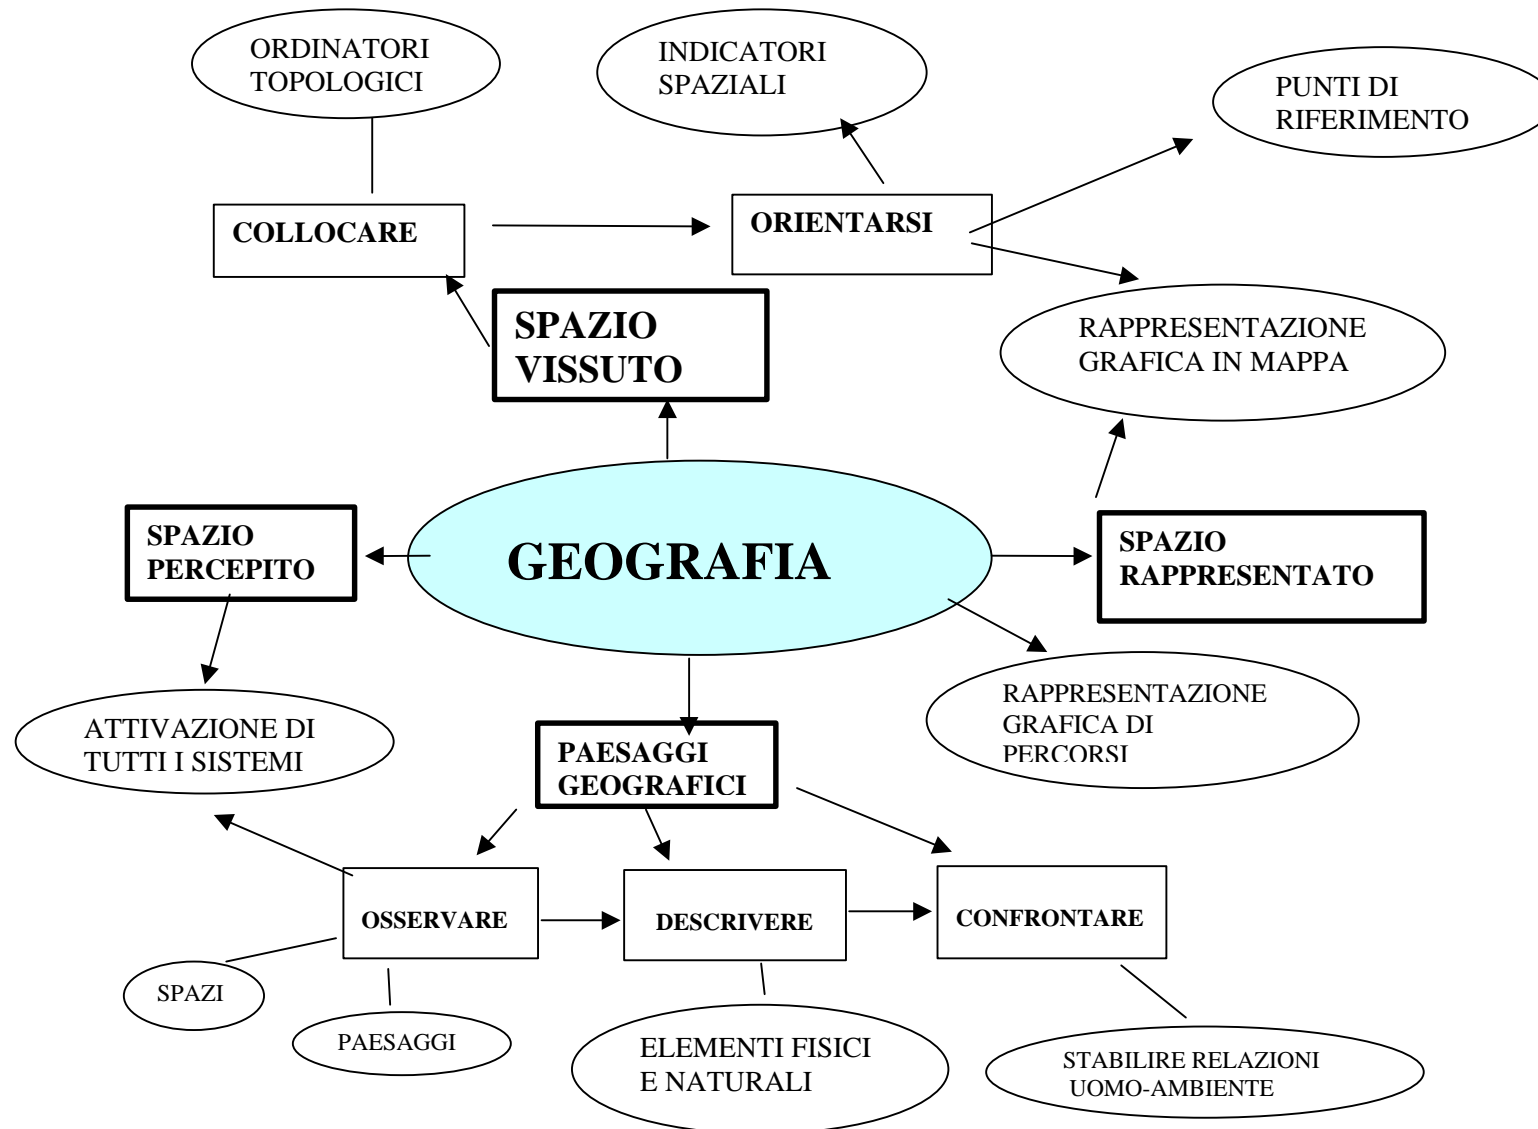 ORDINATORI
TOPOLOGICI
INDICATORI
SPAZIALI
PUNTI DI
RIFERIMENTO
COLLOCARE
ORIENTARSI
SPAZIO
VISSUTO
RAPPRESENTAZIONE
GRAFICA IN MAPPA
SPAZIO
PERCEPITO
GEOGRAFIA
SPAZIO
RAPPRESENTATO
ATTIVAZIONE DI
TUTTI I SISTEMI
PAESAGGI
GEOGRAFICI
RAPPRESENTAZIONE
GRAFICA DI
PERCORSI
OSSERVARE
DESCRIVERE
CONFRONTARE
SPAZI
PAESAGGI
ELEMENTI FISICI
E NATURALI
STABILIRE RELAZIONI
UOMO-AMBIENTE